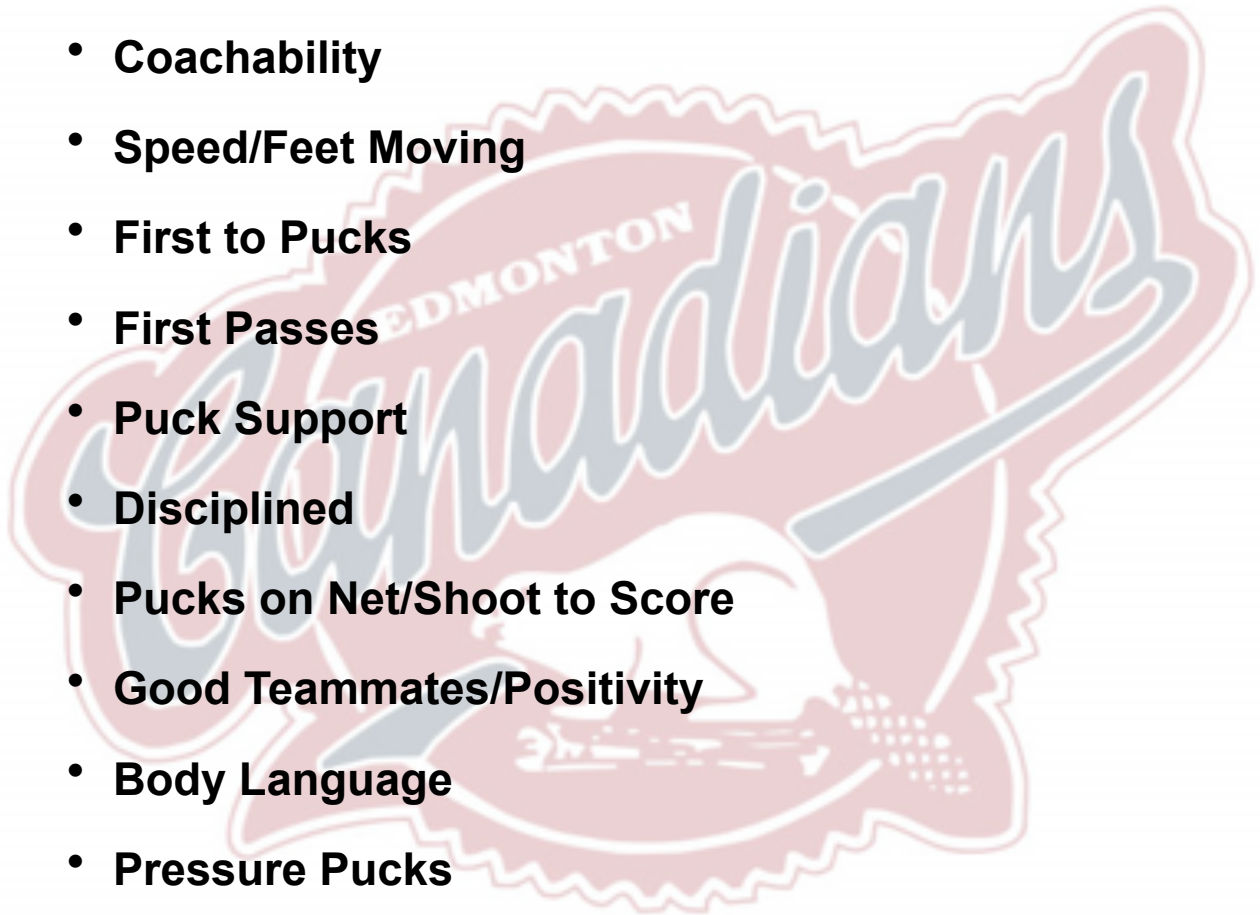 • Coachability
• Speed/Feet Moving
• First to Pucks
EDMONTON
Canadians
• First Passes
• Puck Support
• Disciplined
• Pucks on Net/Shoot to Score
• Good Teammates/Positivity
• Body Language
• Pressure Pucks